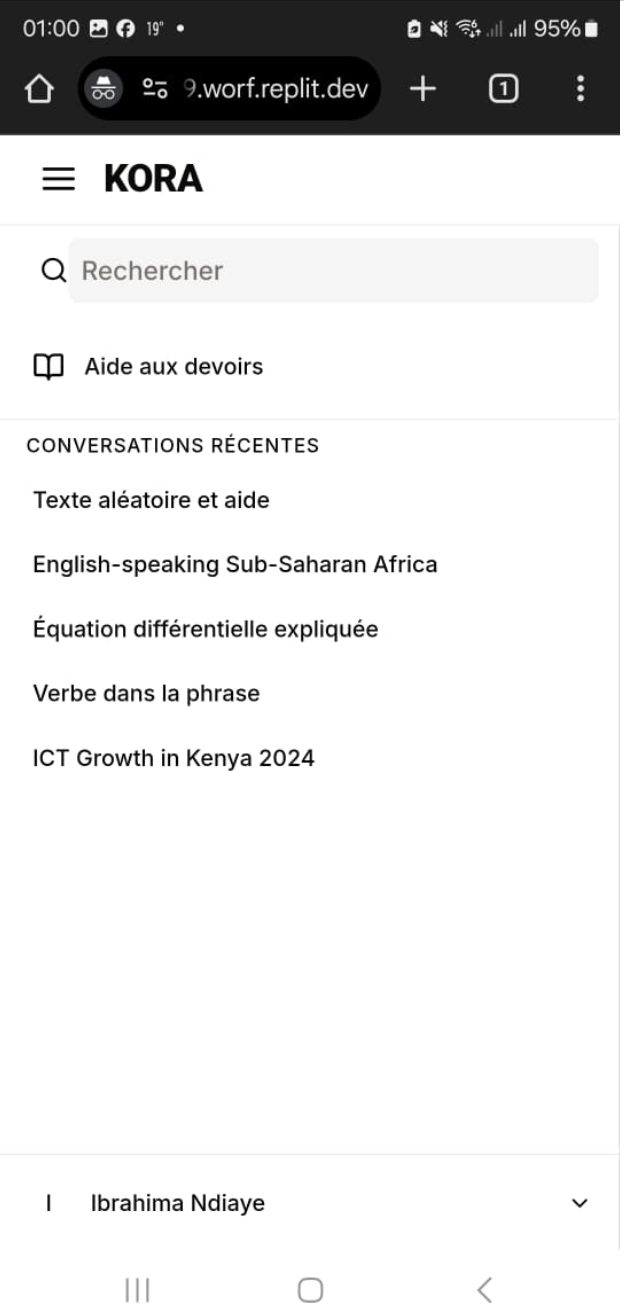 01:00 19° 95%
9.worf.replit.dev 1
KORA
Rechercher
Aide aux devoirs
CONVERSATIONS RÉCENTES
Texte aléatoire et aide
English-speaking Sub-Saharan Africa
Équation différentielle expliquée
Verbe dans la phrase
ICT Growth in Kenya 2024
I Ibrahima Ndiaye